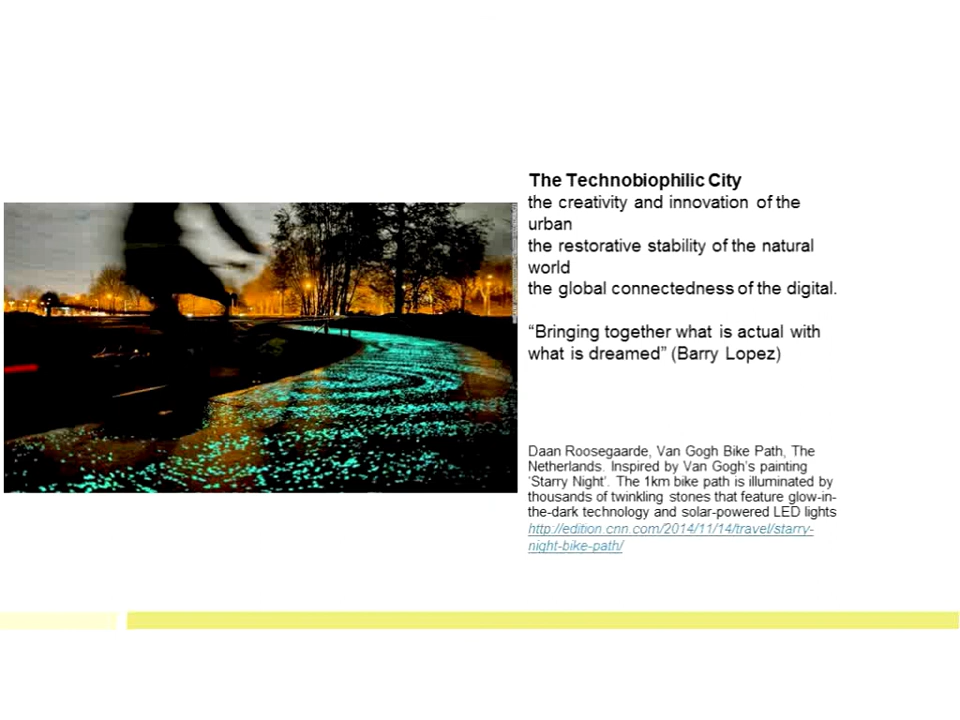 The Technobiophilic City
the creativity and innovation of the
urban
the restorative stability of the natural
world
the global connectedness of the digital.
“Bringing together what is actual with
what is dreamed” (Barry Lopez)
Daan Roosegaarde, Van Gogh Bike Path, The
Netherlands. Inspired by Van Gogh’s painting
‘Starry Night’. The 1km bike path is illuminated by
thousands of twinkling stones that feature glow-in-
the-dark technology and solar-powered LED lights
http://edition.cnn.com/2014/11/14/travel/starry-
night-bike-path/